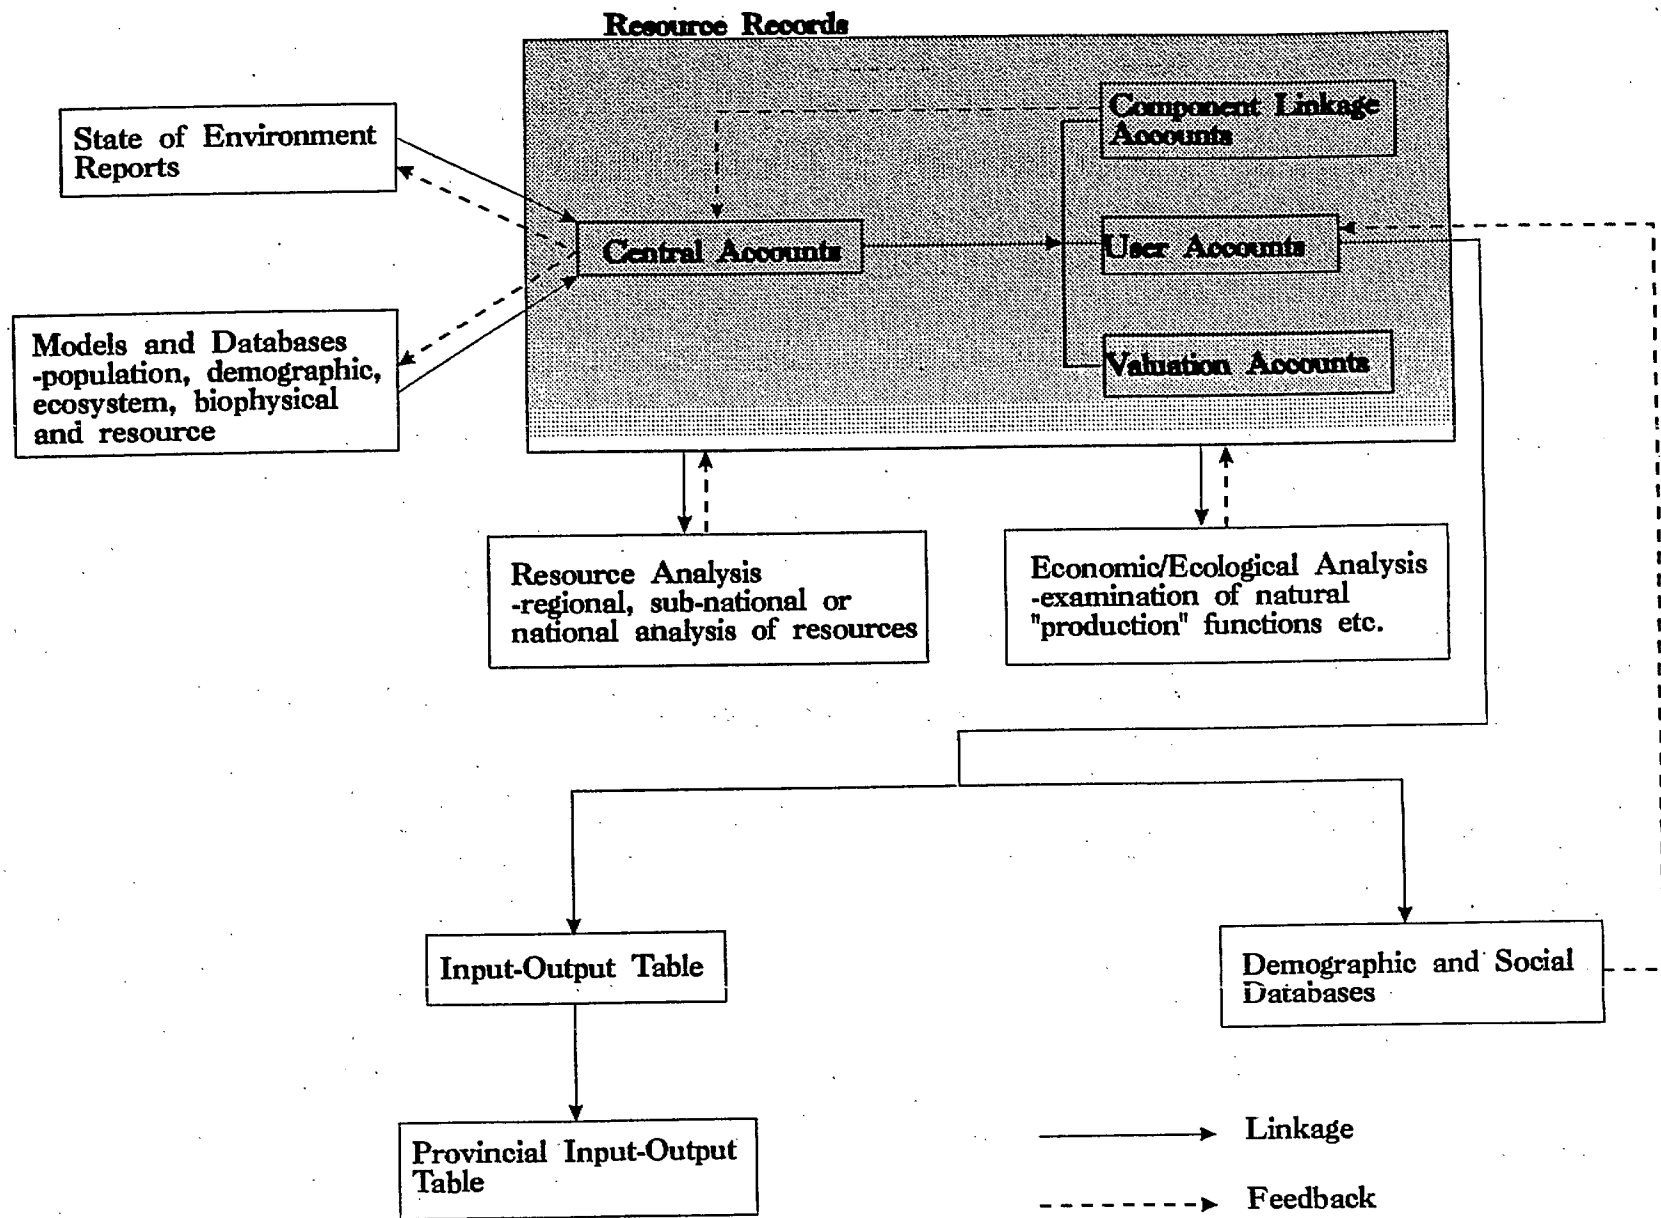 Resource Records
State of Environment
Reports
Component Linkage
Accounts
Central Accounts
User Accounts
Models and Databases
-population, demographic,
ecosystem, biophysical
and resource
Valuation Accounts
Resource Analysis
-regional, sub-national or
national analysis of resources
Economic/Ecological Analysis
-examination of natural
"production" functions etc.
Input-Output Table
Demographic and Social
Databases
Provincial Input-Output
Table
Linkage
Feedback